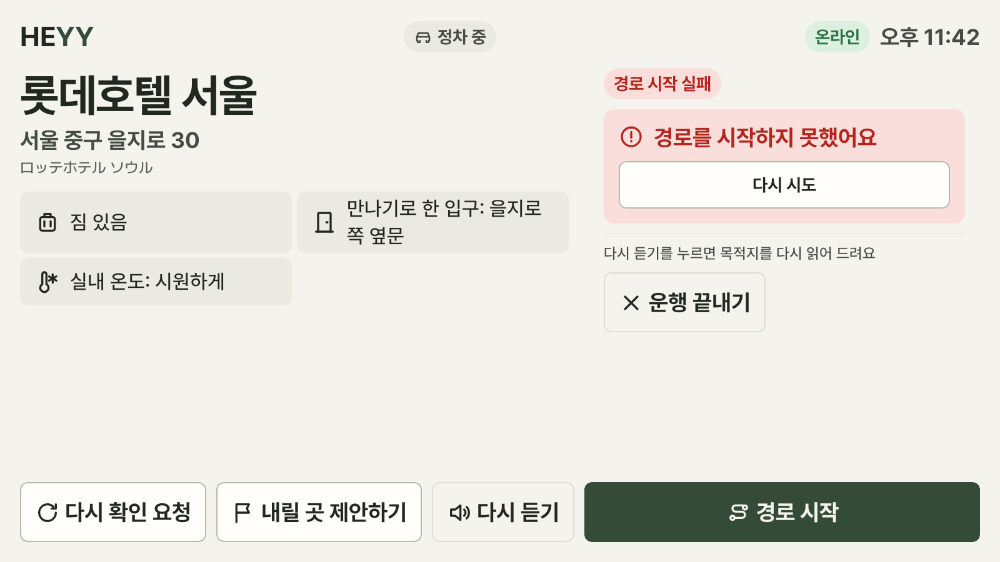 HEYY
정차 중
온라인
오후 11:42
롯데호텔 서울
서울 중구 을지로 30
ロッテホテル ソウル
짐 있음
만나기로 한 입구: 을지로
쪽 옆문
실내 온도: 시원하게
경로 시작 실패
경로를 시작하지 못했어요
다시 시도
다시 듣기를 누르면 목적지를 다시 읽어 드려요
운행 끝내기
다시 확인 요청
내릴 곳 제안하기
다시 듣기
경로 시작